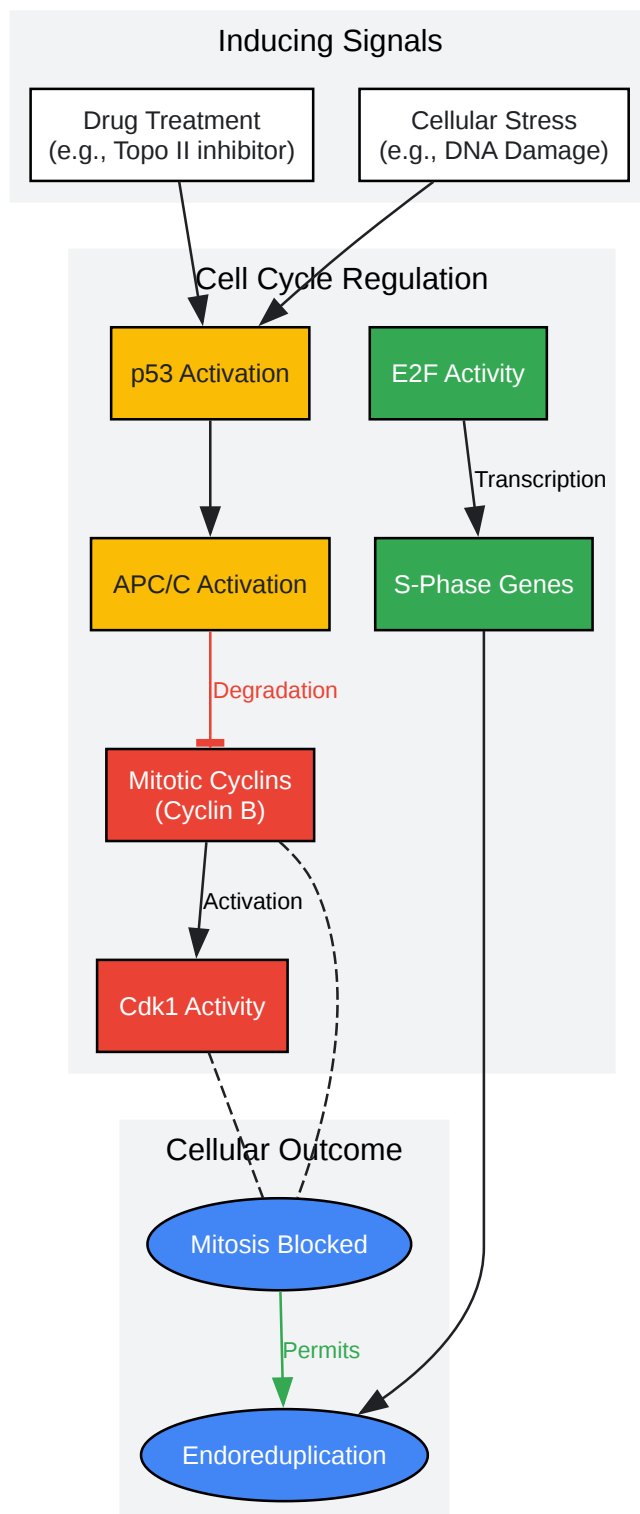 Inducing Signals
Drug Treatment
(e.g., Topo II inhibitor)
Cellular Stress
(e.g., DNA Damage)
Cell Cycle Regulation
p53 Activation
E2F Activity
Transcription
APC/C Activation
S-Phase Genes
Degradation
Mitotic Cyclins
(Cyclin B)
Activation
Cdk1 Activity
Cellular Outcome
Mitosis Blocked
Permits
Endoreduplication